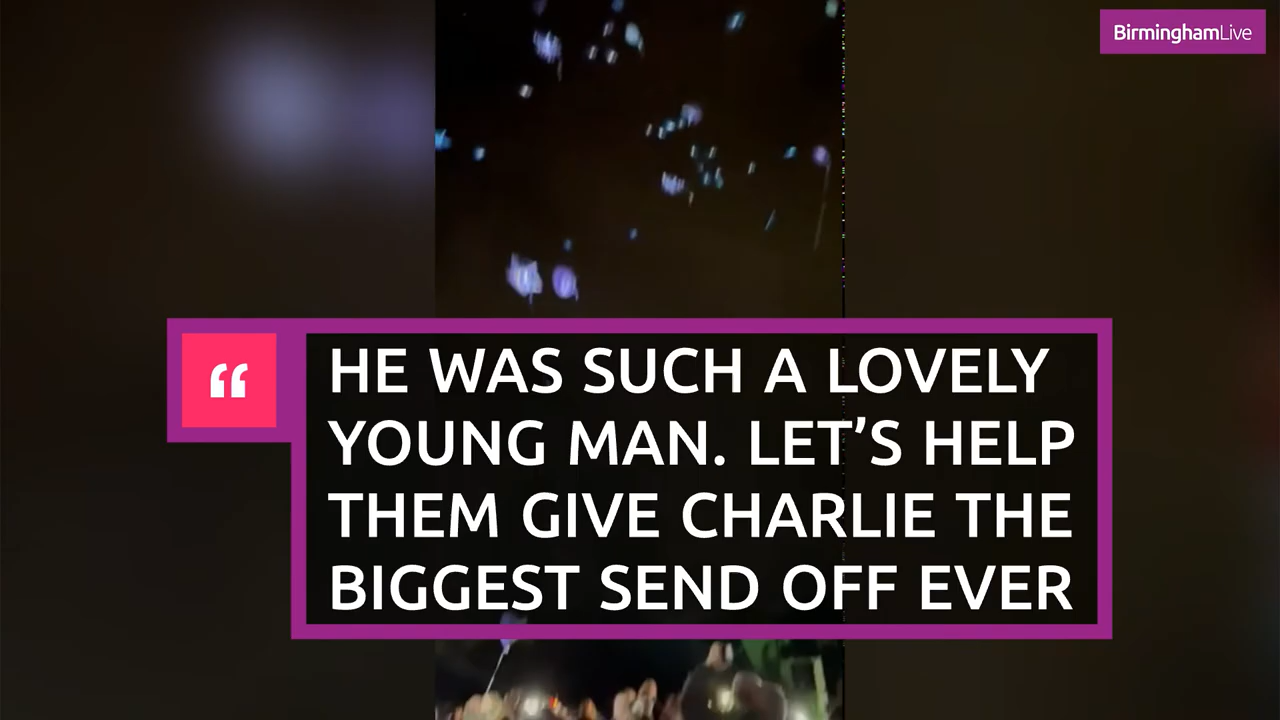 BirminghamLive
“
HE WAS SUCH A LOVELY
YOUNG MAN. LET’S HELP
THEM GIVE CHARLIE THE
BIGGEST SEND OFF EVER